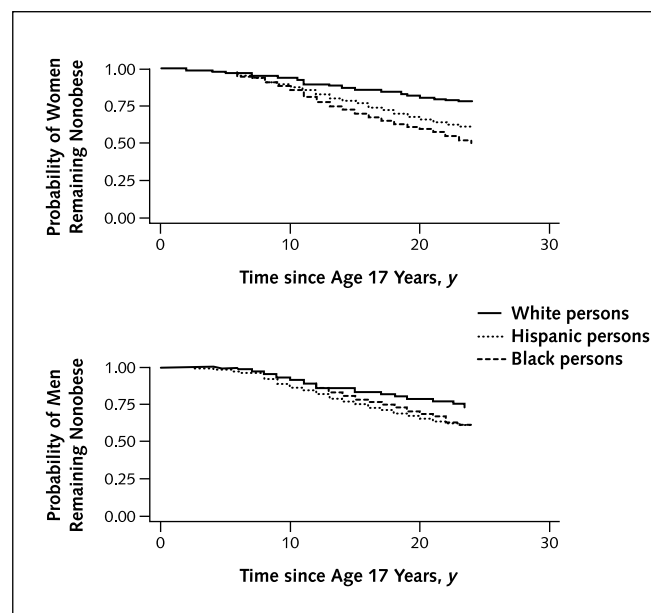 Probability of Women
Remaining Nonobese
1.00
0.75
0.50
0.25
0.00
0
10
20
30
Time since Age 17 Years, y
White persons
Hispanic persons
Black persons
Probability of Men
Remaining Nonobese
1.00
0.75
0.50
0.25
0.00
0
10
20
30
Time since Age 17 Years, y